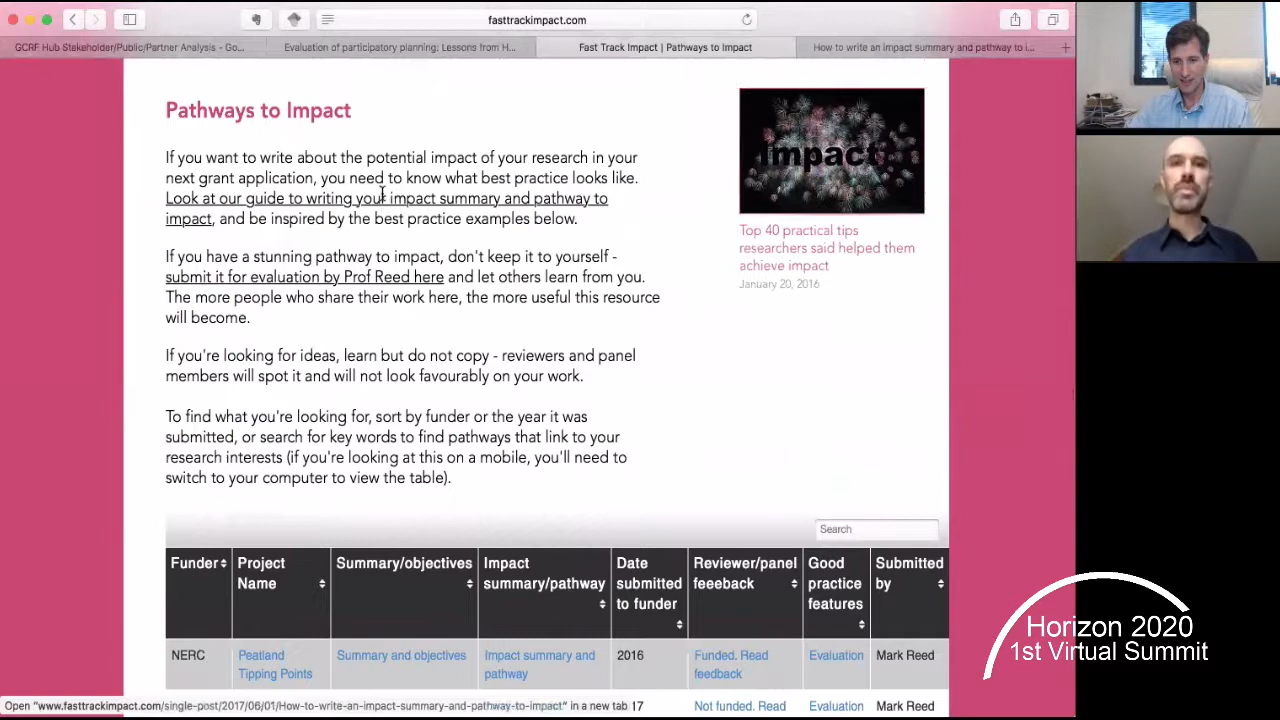 fasttrackimpact.com
GCRF Hub Stakeholder/Public/Partner Analysis - Go...
Evaluation of participatory planning: Lessons from H...
Fast Track Impact | Pathways to Impact
How to write an impact summary and pathway to i...
Pathways to Impact
If you want to write about the potential impact of your research in your
next grant application, you need to know what best practice looks like.
Look at our guide to writing your impact summary and pathway to
impact, and be inspired by the best practice examples below.
If you have a stunning pathway to impact, don't keep it to yourself -
submit it for evaluation by Prof Reed here and let others learn from you.
The more people who share their work here, the more useful this resource
will become.
If you're looking for ideas, learn but do not copy - reviewers and panel
members will spot it and will not look favourably on your work.
To find what you're looking for, sort by funder or the year it was
submitted, or search for key words to find pathways that link to your
research interests (if you're looking at this on a mobile, you'll need to
switch to your computer to view the table).
impact
Top 40 practical tips
researchers said helped them
achieve impact
January 20, 2016
Search
Funder
Project
Name
Summary/objectives
Impact
summary/pathway
Date
submitted
to funder
Reviewer/panel
feeeback
Good
practice
features
Submitted
by
NERC
Peatland
Tipping Points
Summary and objectives
Impact summary and
pathway
2016
Funded. Read
feedback
Evaluation
Mark Reed
17
Not funded. Read
Evaluation
Mark Reed
Open "www.fasttrackimpact.com/single-post/2017/06/01/How-to-write-an-impact-summary-and-pathway-to-impact" in a new tab
Horizon 2020
1st Virtual Summit